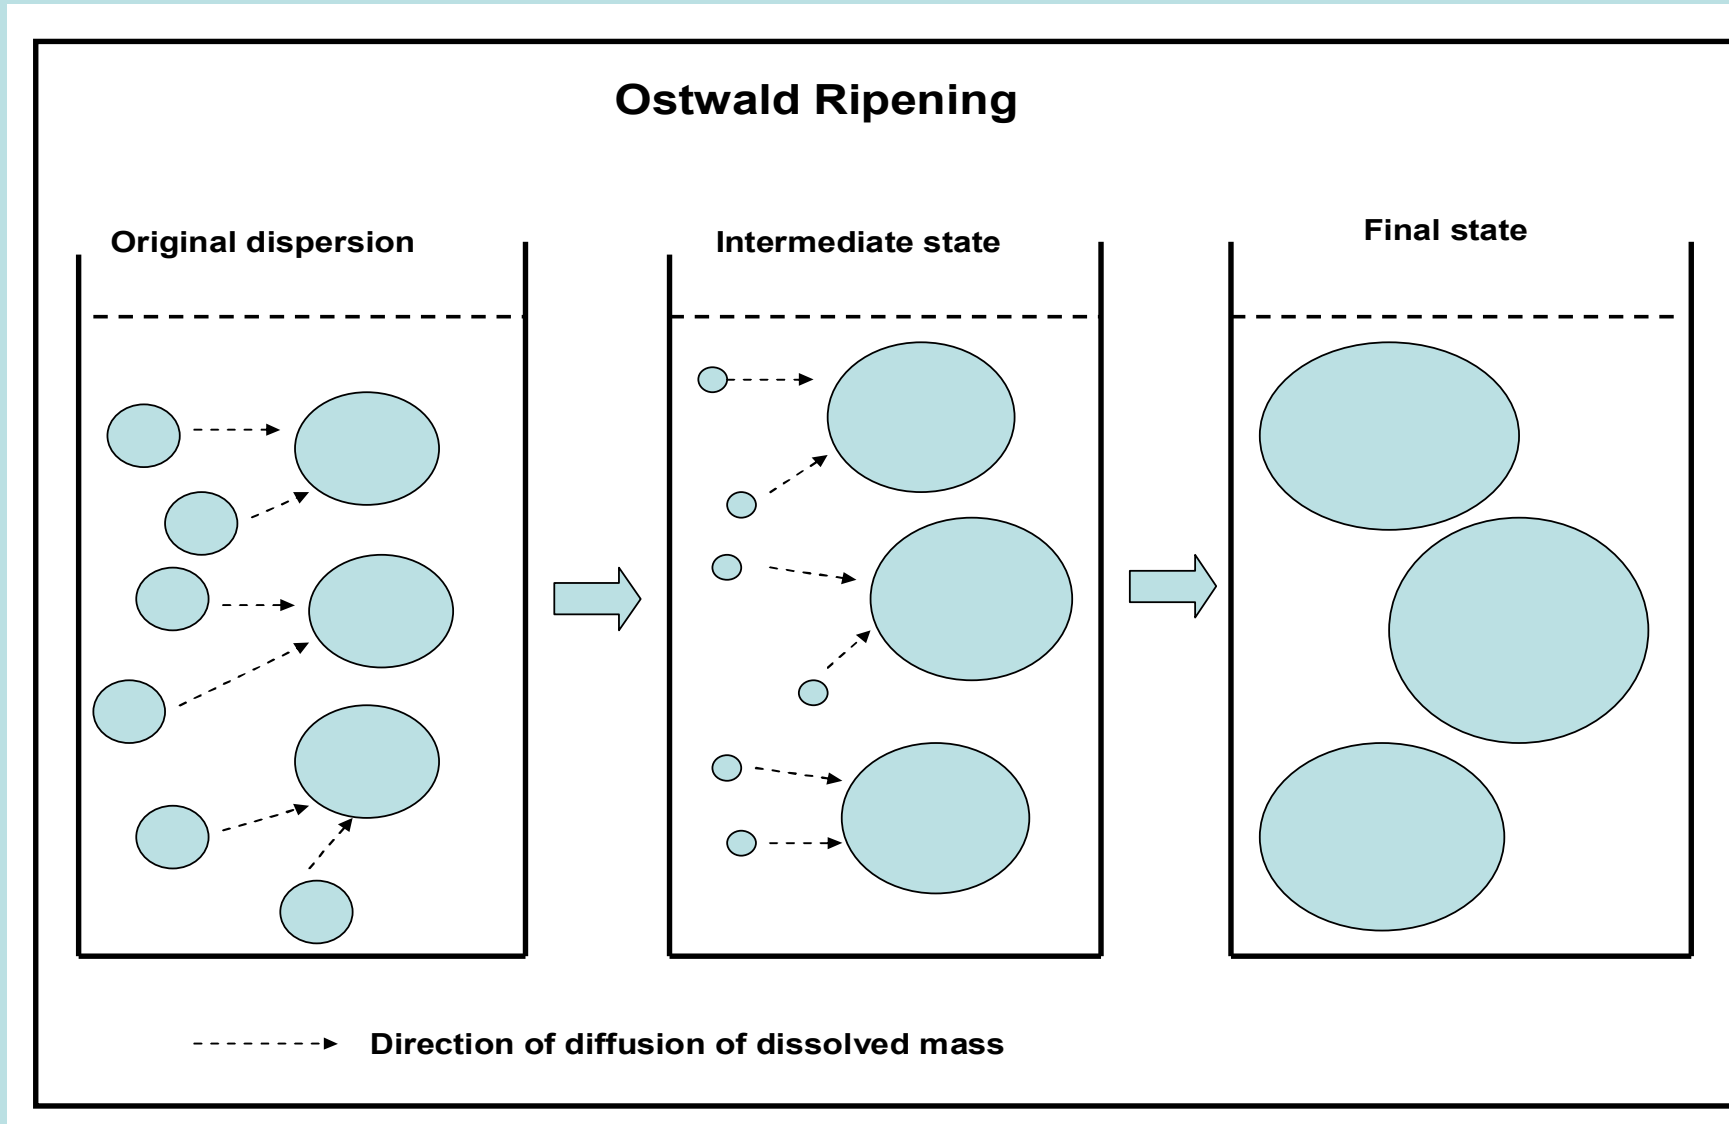 Ostwald Ripening
Original dispersion
Intermediate state
Final state
Direction of diffusion of dissolved mass